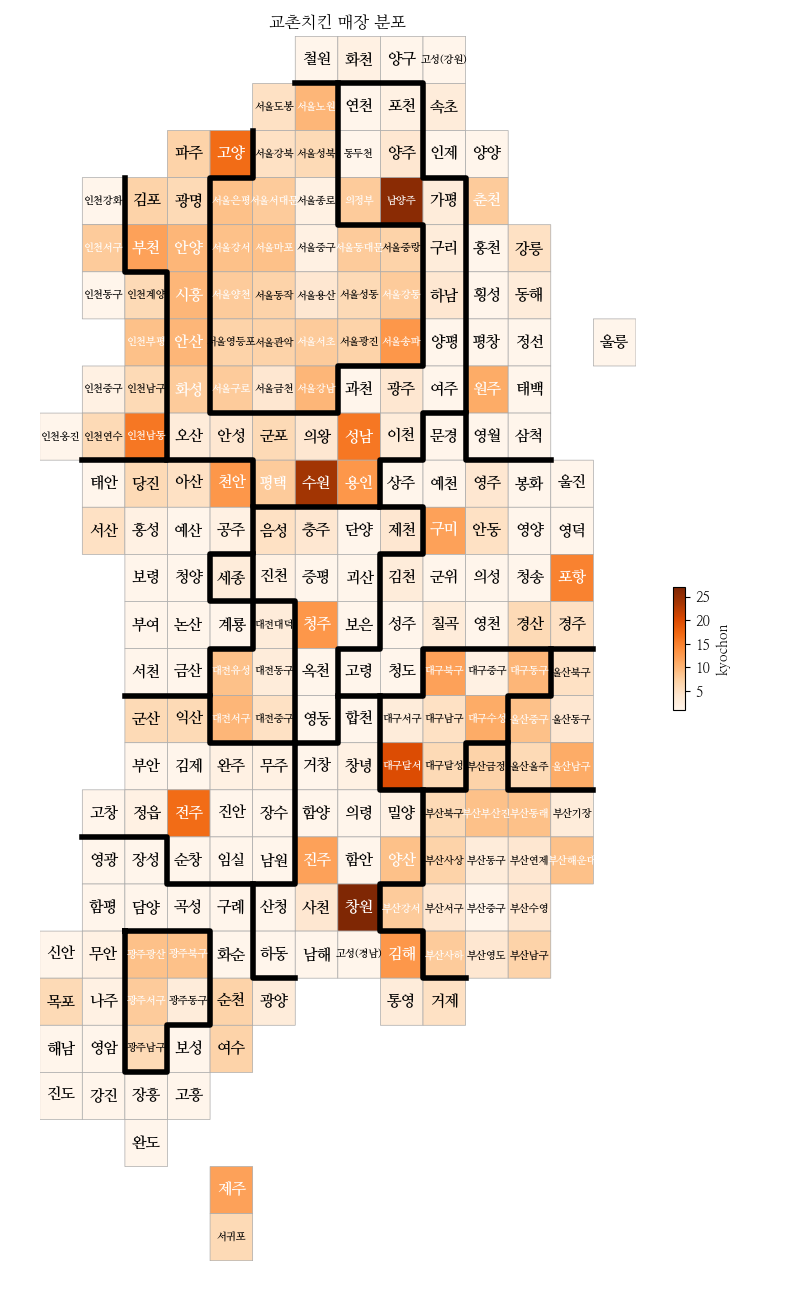 교촌치킨 매장 분포
철원 화천 양구 고성(강원)
서울도봉 서울노원 연천 포천 속초
파주 고양 서울강북 서울성북 동두천 양주 인제 양양
인천강화 김포 광명 서울은평 서울서대문 서울종로 의정부 남양주 가평 춘천
인천서구 부천 안양 서울강서 서울마포 서울중구 서울동대문 서울중랑 구리 홍천 강릉
인천동구 인천계양 시흥 서울양천 서울동작 서울용산 서울성동 서울강동 하남 횡성 동해
인천부평 안산 서울영등포 서울관악 서울서초 서울광진 서울송파 양평 평창 정선 울릉
인천중구 인천남구 화성 서울구로 서울금천 서울강남 과천 광주 여주 원주 태백
인천옹진 인천연수 인천남동 오산 안성 군포 의왕 성남 이천 문경 영월 삼척
태안 당진 아산 천안 평택 수원 용인 상주 예천 영주 봉화 울진
서산 홍성 예산 공주 음성 충주 단양 제천 구미 안동 영양 영덕
보령 청양 세종 진천 증평 괴산 김천 군위 의성 청송 포항
부여 논산 계룡 대전대덕 청주 보은 성주 칠곡 영천 경산 경주
서천 금산 대전유성 대전동구 옥천 고령 청도 대구북구 대구중구 대구동구 울산북구
군산 익산 대전서구 대전중구 영동 합천 대구서구 대구남구 대구수성 울산중구 울산동구
부안 김제 완주 무주 거창 창녕 대구달서 대구달성 부산금정 울산울주 울산남구
고창 정읍 전주 진안 장수 함양 의령 밀양 부산북구 부산부산진 부산동래 부산기장
영광 장성 순창 임실 남원 진주 함안 양산 부산사상 부산동구 부산연제 부산해운대
함평 담양 곡성 구례 산청 사천 창원 부산강서 부산서구 부산중구 부산수영
신안 무안 광주광산 광주북구 화순 하동 남해 고성(경남) 김해 부산사하 부산영도 부산남구
목포 나주 광주서구 광주동구 순천 광양 통영 거제
해남 영암 광주남구 보성 여수
진도 강진 장흥 고흥
완도
제주
서귀포
25
20
15
10
5
kyochon